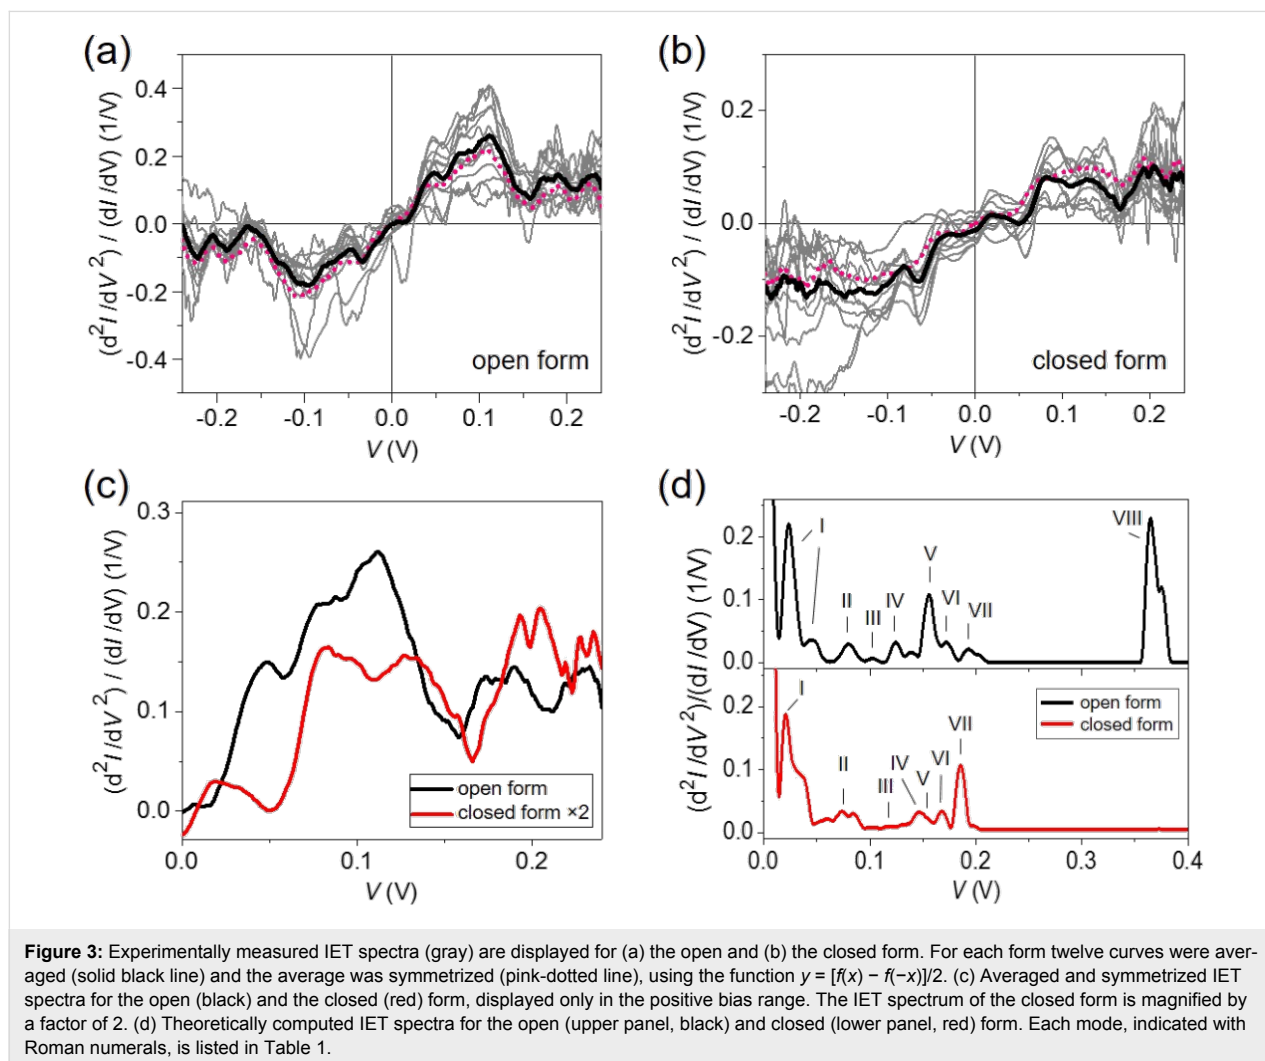 (a)
(d²I/dV²) / (dI/dV) (1/V)
0.4
0.2
0.0
-0.2
-0.4
open form
-0.2
-0.1
0.0
0.1
0.2
V (V)
(b)
(d²I/dV²) / (dI/dV) (1/V)
0.2
0.0
-0.2
closed form
-0.2
-0.1
0.0
0.1
0.2
V (V)
(c)
(d²I/dV²) / (dI/dV) (1/V)
0.3
0.2
0.1
0.0
open form
closed form ×2
0.0
0.1
0.2
V (V)
(d)
(d²I/dV²)/(dI/dV) (1/V)
0.2
0.1
0.0
I
II
III
IV
V
VI
VII
VIII
0.2
0.1
0.0
I
II
III
IV
V
VI
VII
open form
closed form
0.0
0.1
0.2
0.3
0.4
V (V)
Figure 3: Experimentally measured IET spectra (gray) are displayed for (a) the open and (b) the closed form. For each form twelve curves were aver-
aged (solid black line) and the average was symmetrized (pink-dotted line), using the function y = [f(x) − f(−x)]/2. (c) Averaged and symmetrized IET
spectra for the open (black) and the closed (red) form, displayed only in the positive bias range. The IET spectrum of the closed form is magnified by
a factor of 2. (d) Theoretically computed IET spectra for the open (upper panel, black) and closed (lower panel, red) form. Each mode, indicated with
Roman numerals, is listed in Table 1.